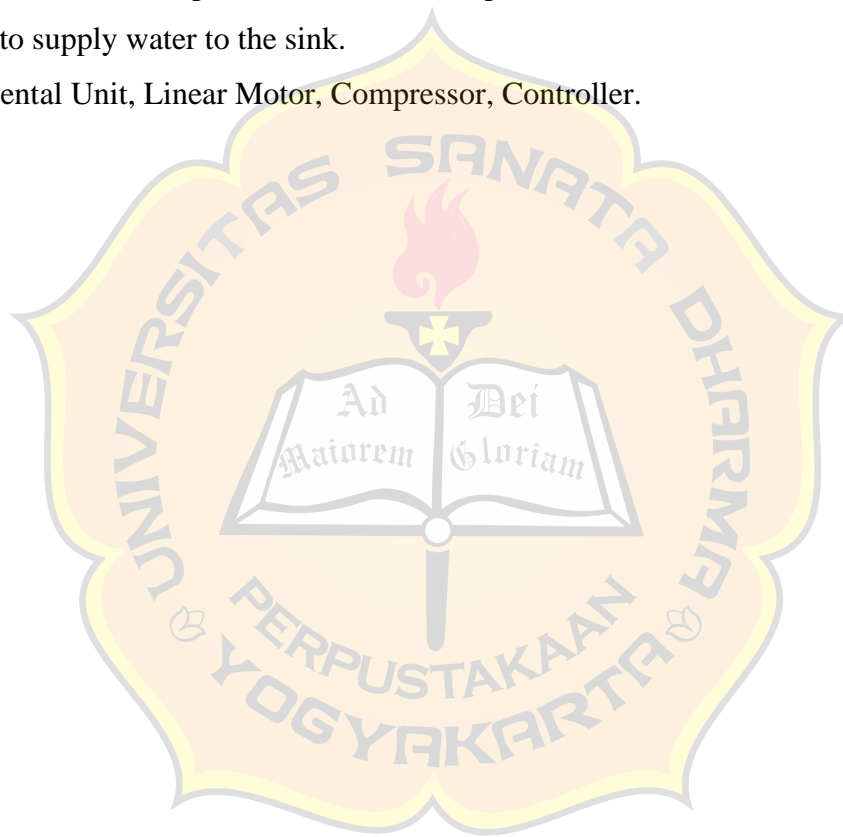 to supply water to the sink.
ental Unit, Linear Motor, Compressor, Controller.
UNIVERSITAS SANATA DHARMA
Ad
Maiorem
Dei
Gloriam
PERPUSTAKAAN
YOGYAKARTA